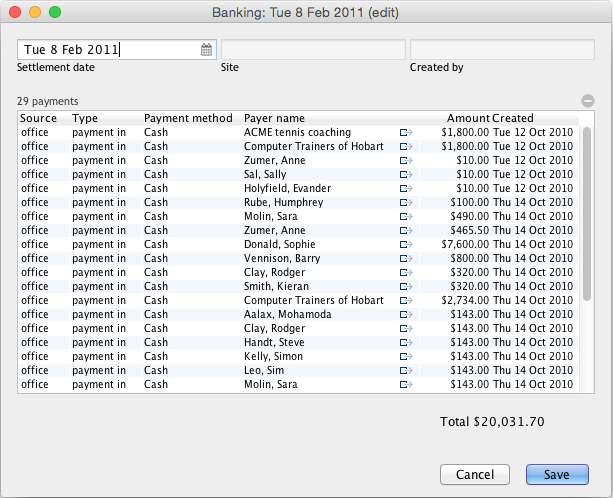 Banking: Tue 8 Feb 2011 (edit)
Tue 8 Feb 2011
Settlement date Site Created by
29 payments
Source Type Payment method Payer name Amount Created
office payment in Cash ACME tennis coaching $1,800.00 Tue 12 Oct 2010
office payment in Cash Computer Trainers of Hobart $1,800.00 Tue 12 Oct 2010
office payment in Cash Zumer, Anne $10.00 Tue 12 Oct 2010
office payment in Cash Sal, Sally $10.00 Tue 12 Oct 2010
office payment in Cash Holyfield, Evander $10.00 Tue 12 Oct 2010
office payment in Cash Rube, Humphrey $100.00 Thu 14 Oct 2010
office payment in Cash Molin, Sara $490.00 Thu 14 Oct 2010
office payment in Cash Zumer, Anne $465.50 Thu 14 Oct 2010
office payment in Cash Donald, Sophie $7,600.00 Thu 14 Oct 2010
office payment in Cash Vennison, Barry $800.00 Thu 14 Oct 2010
office payment in Cash Clay, Rodger $320.00 Thu 14 Oct 2010
office payment in Cash Smith, Kieran $320.00 Thu 14 Oct 2010
office payment in Cash Computer Trainers of Hobart $2,734.00 Thu 14 Oct 2010
office payment in Cash Aalax, Mohamoda $143.00 Thu 14 Oct 2010
office payment in Cash Clay, Rodger $143.00 Thu 14 Oct 2010
office payment in Cash Handt, Steve $143.00 Thu 14 Oct 2010
office payment in Cash Kelly, Simon $143.00 Thu 14 Oct 2010
office payment in Cash Leo, Sim $143.00 Thu 14 Oct 2010
office payment in Cash Molin, Sara $143.00 Thu 14 Oct 2010
Total $20,031.70
Cancel Save